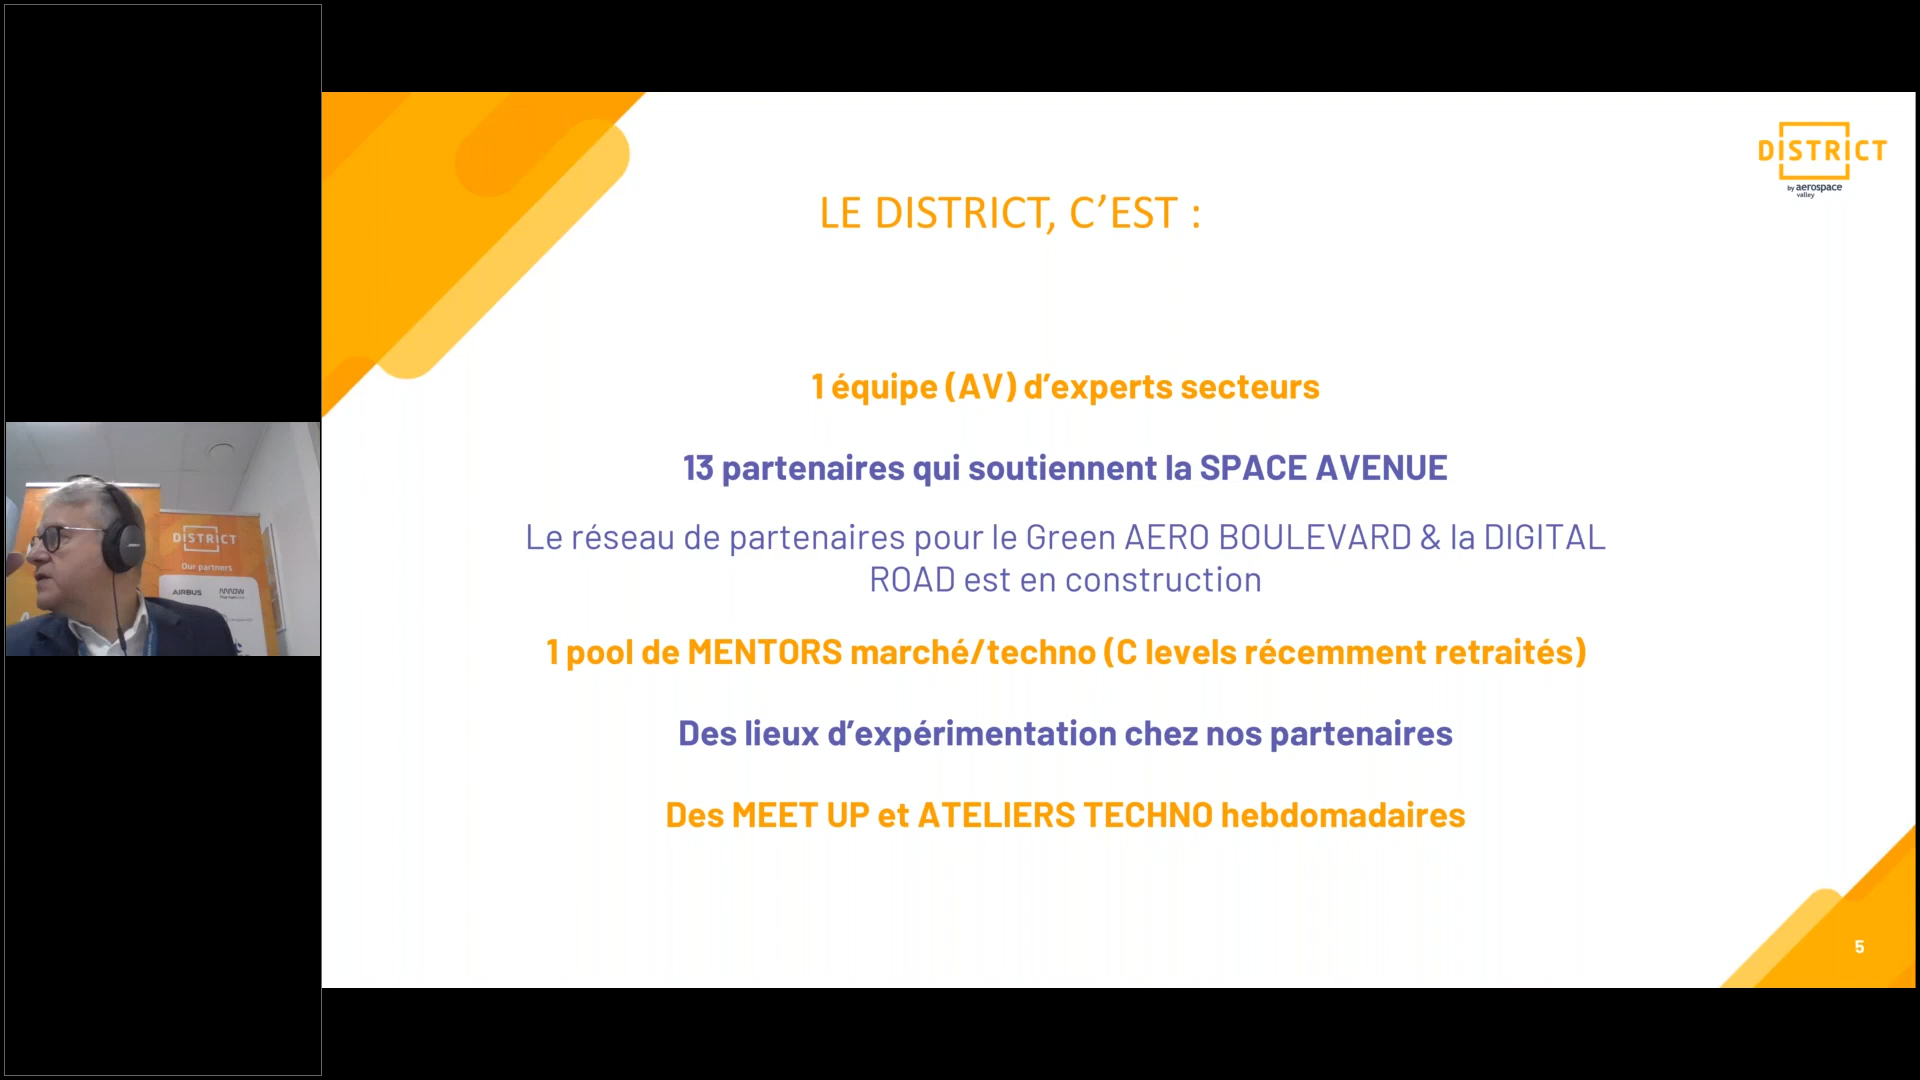 DISTRICT
by aerospace
valley
LE DISTRICT, C’EST :
1 équipe (AV) d’experts secteurs
13 partenaires qui soutiennent la SPACE AVENUE
Le réseau de partenaires pour le Green AERO BOULEVARD & la DIGITAL
ROAD est en construction
1 pool de MENTORS marché/techno (C levels récemment retraités)
Des lieux d’expérimentation chez nos partenaires
Des MEET UP et ATELIERS TECHNO hebdomadaires
5
DISTRICT
Our partners
AIRBUS
ARROW